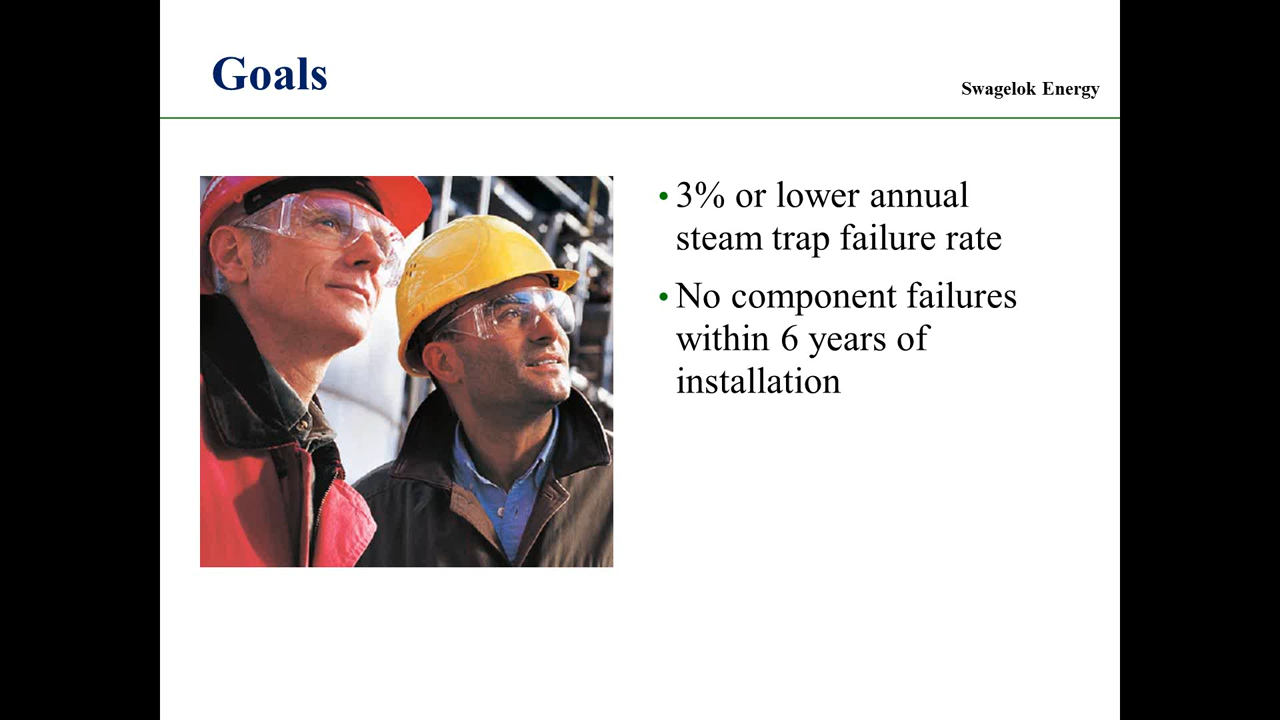 Goals
Swagelok Energy
• 3% or lower annual
steam trap failure rate
• No component failures
within 6 years of
installation